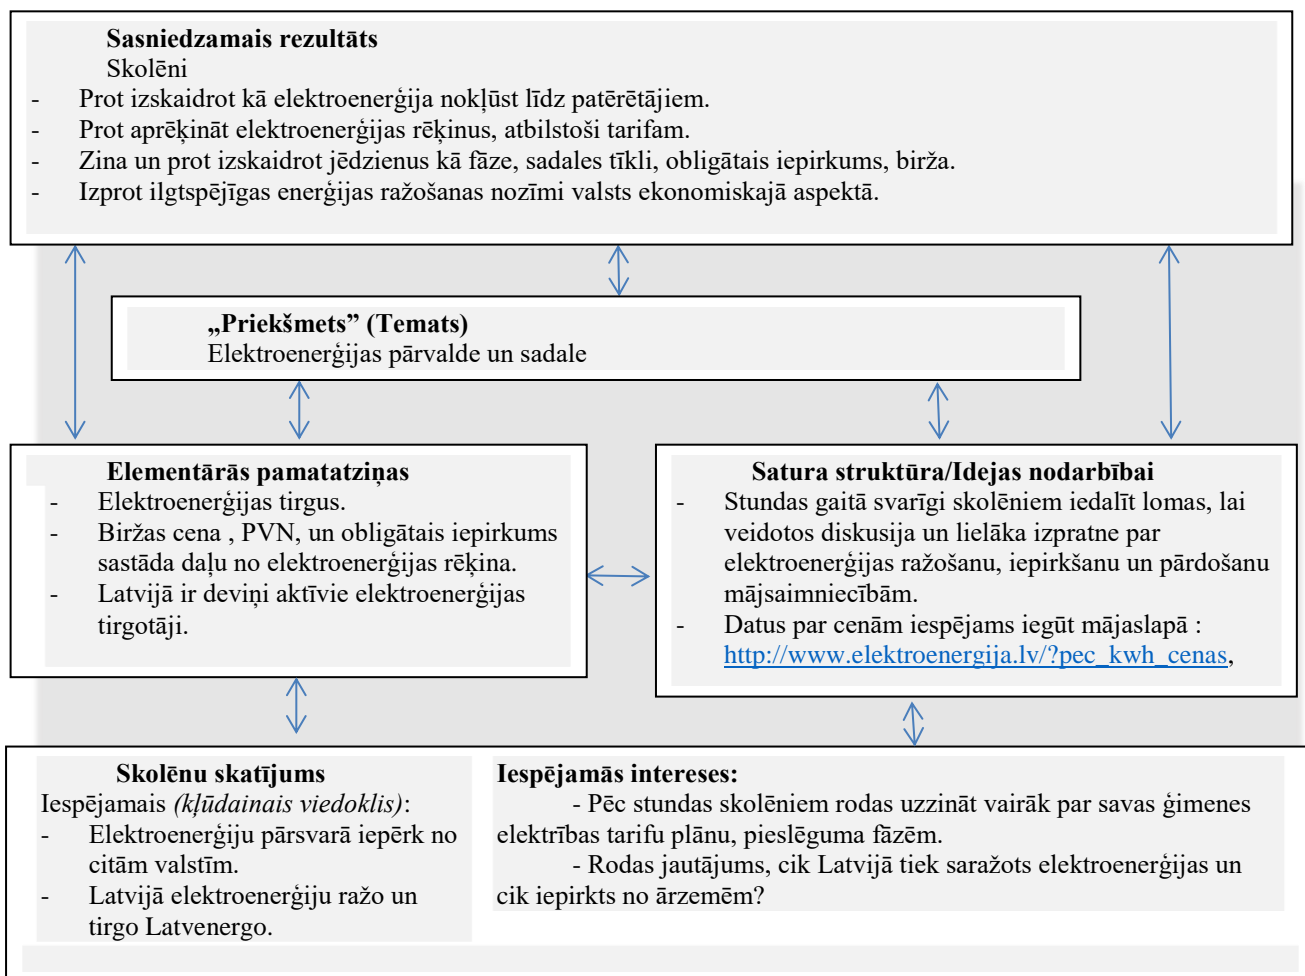 Sasniedzamais rezultāts
Skolēni
- Prot izskaidrot kā elektroenerģija nokļūst līdz patērētājiem.
- Prot aprēķināt elektroenerģijas rēķinus, atbilstoši tarifam.
- Zina un prot izskaidrot jēdzienus kā fāze, sadales tīkli, obligātais iepirkums, birža.
- Izprot ilgtspējīgas enerģijas ražošanas nozīmi valsts ekonomiskajā aspektā.
„Priekšmets” (Temats)
Elektroenerģijas pārvalde un sadale
Elementārās pamatatziņas
- Elektroenerģijas tirgus.
- Biržas cena , PVN, un obligātais iepirkums
sastāda daļu no elektroenerģijas rēķina.
- Latvijā ir deviņi aktīvie elektroenerģijas
tirgotāji.
Satura struktūra/Idejas nodarbībai
- Stundas gaitā svarīgi skolēniem iedalīt lomas, lai
veidotos diskusija un lielāka izpratne par
elektroenerģijas ražošanu, iepirkšanu un pārdošanu
mājsaimniecībām.
- Datus par cenām iespējams iegūt mājaslapā :
http://www.elektroenergija.lv/?pec_kwh_cenas,
Skolēnu skatījums
Iespējamais (kļūdainais viedoklis):
- Elektroenerģiju pārsvarā iepērk no
citām valstīm.
- Latvijā elektroenerģiju ražo un
tirgo Latvenergo.
Iespējamās intereses:
- Pēc stundas skolēniem rodas uzzināt vairāk par savas ģimenes
elektrības tarifu plānu, pieslēguma fāzēm.
- Rodas jautājums, cik Latvijā tiek saražots elektroenerģijas un
cik iepirkts no ārzemēm?